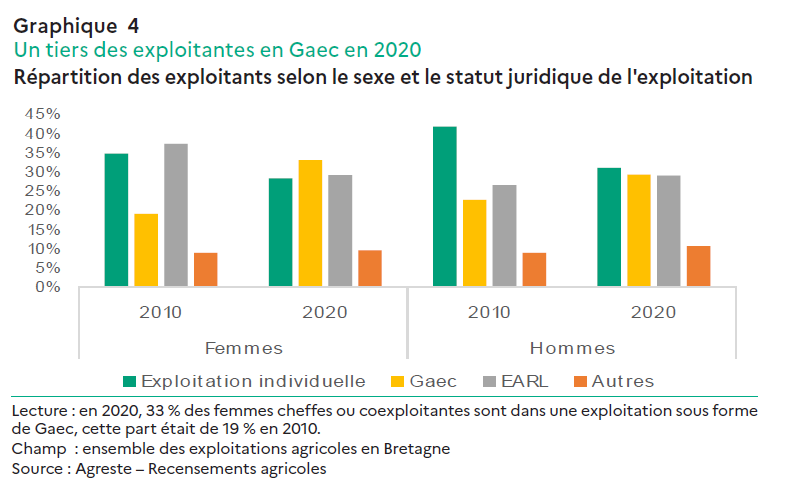 Graphique 4
Un tiers des exploitantes en Gaec en 2020
Répartition des exploitants selon le sexe et le statut juridique de l'exploitation
45%
40%
35%
30%
25%
20%
15%
10%
5%
0%
2010 2020 2010 2020
Femmes Hommes
Exploitation individuelle Gaec EARL Autres
Lecture : en 2020, 33 % des femmes cheffes ou coexploitantes sont dans une exploitation sous forme
de Gaec, cette part était de 19 % en 2010.
Champ : ensemble des exploitations agricoles en Bretagne
Source : Agreste – Recensements agricoles